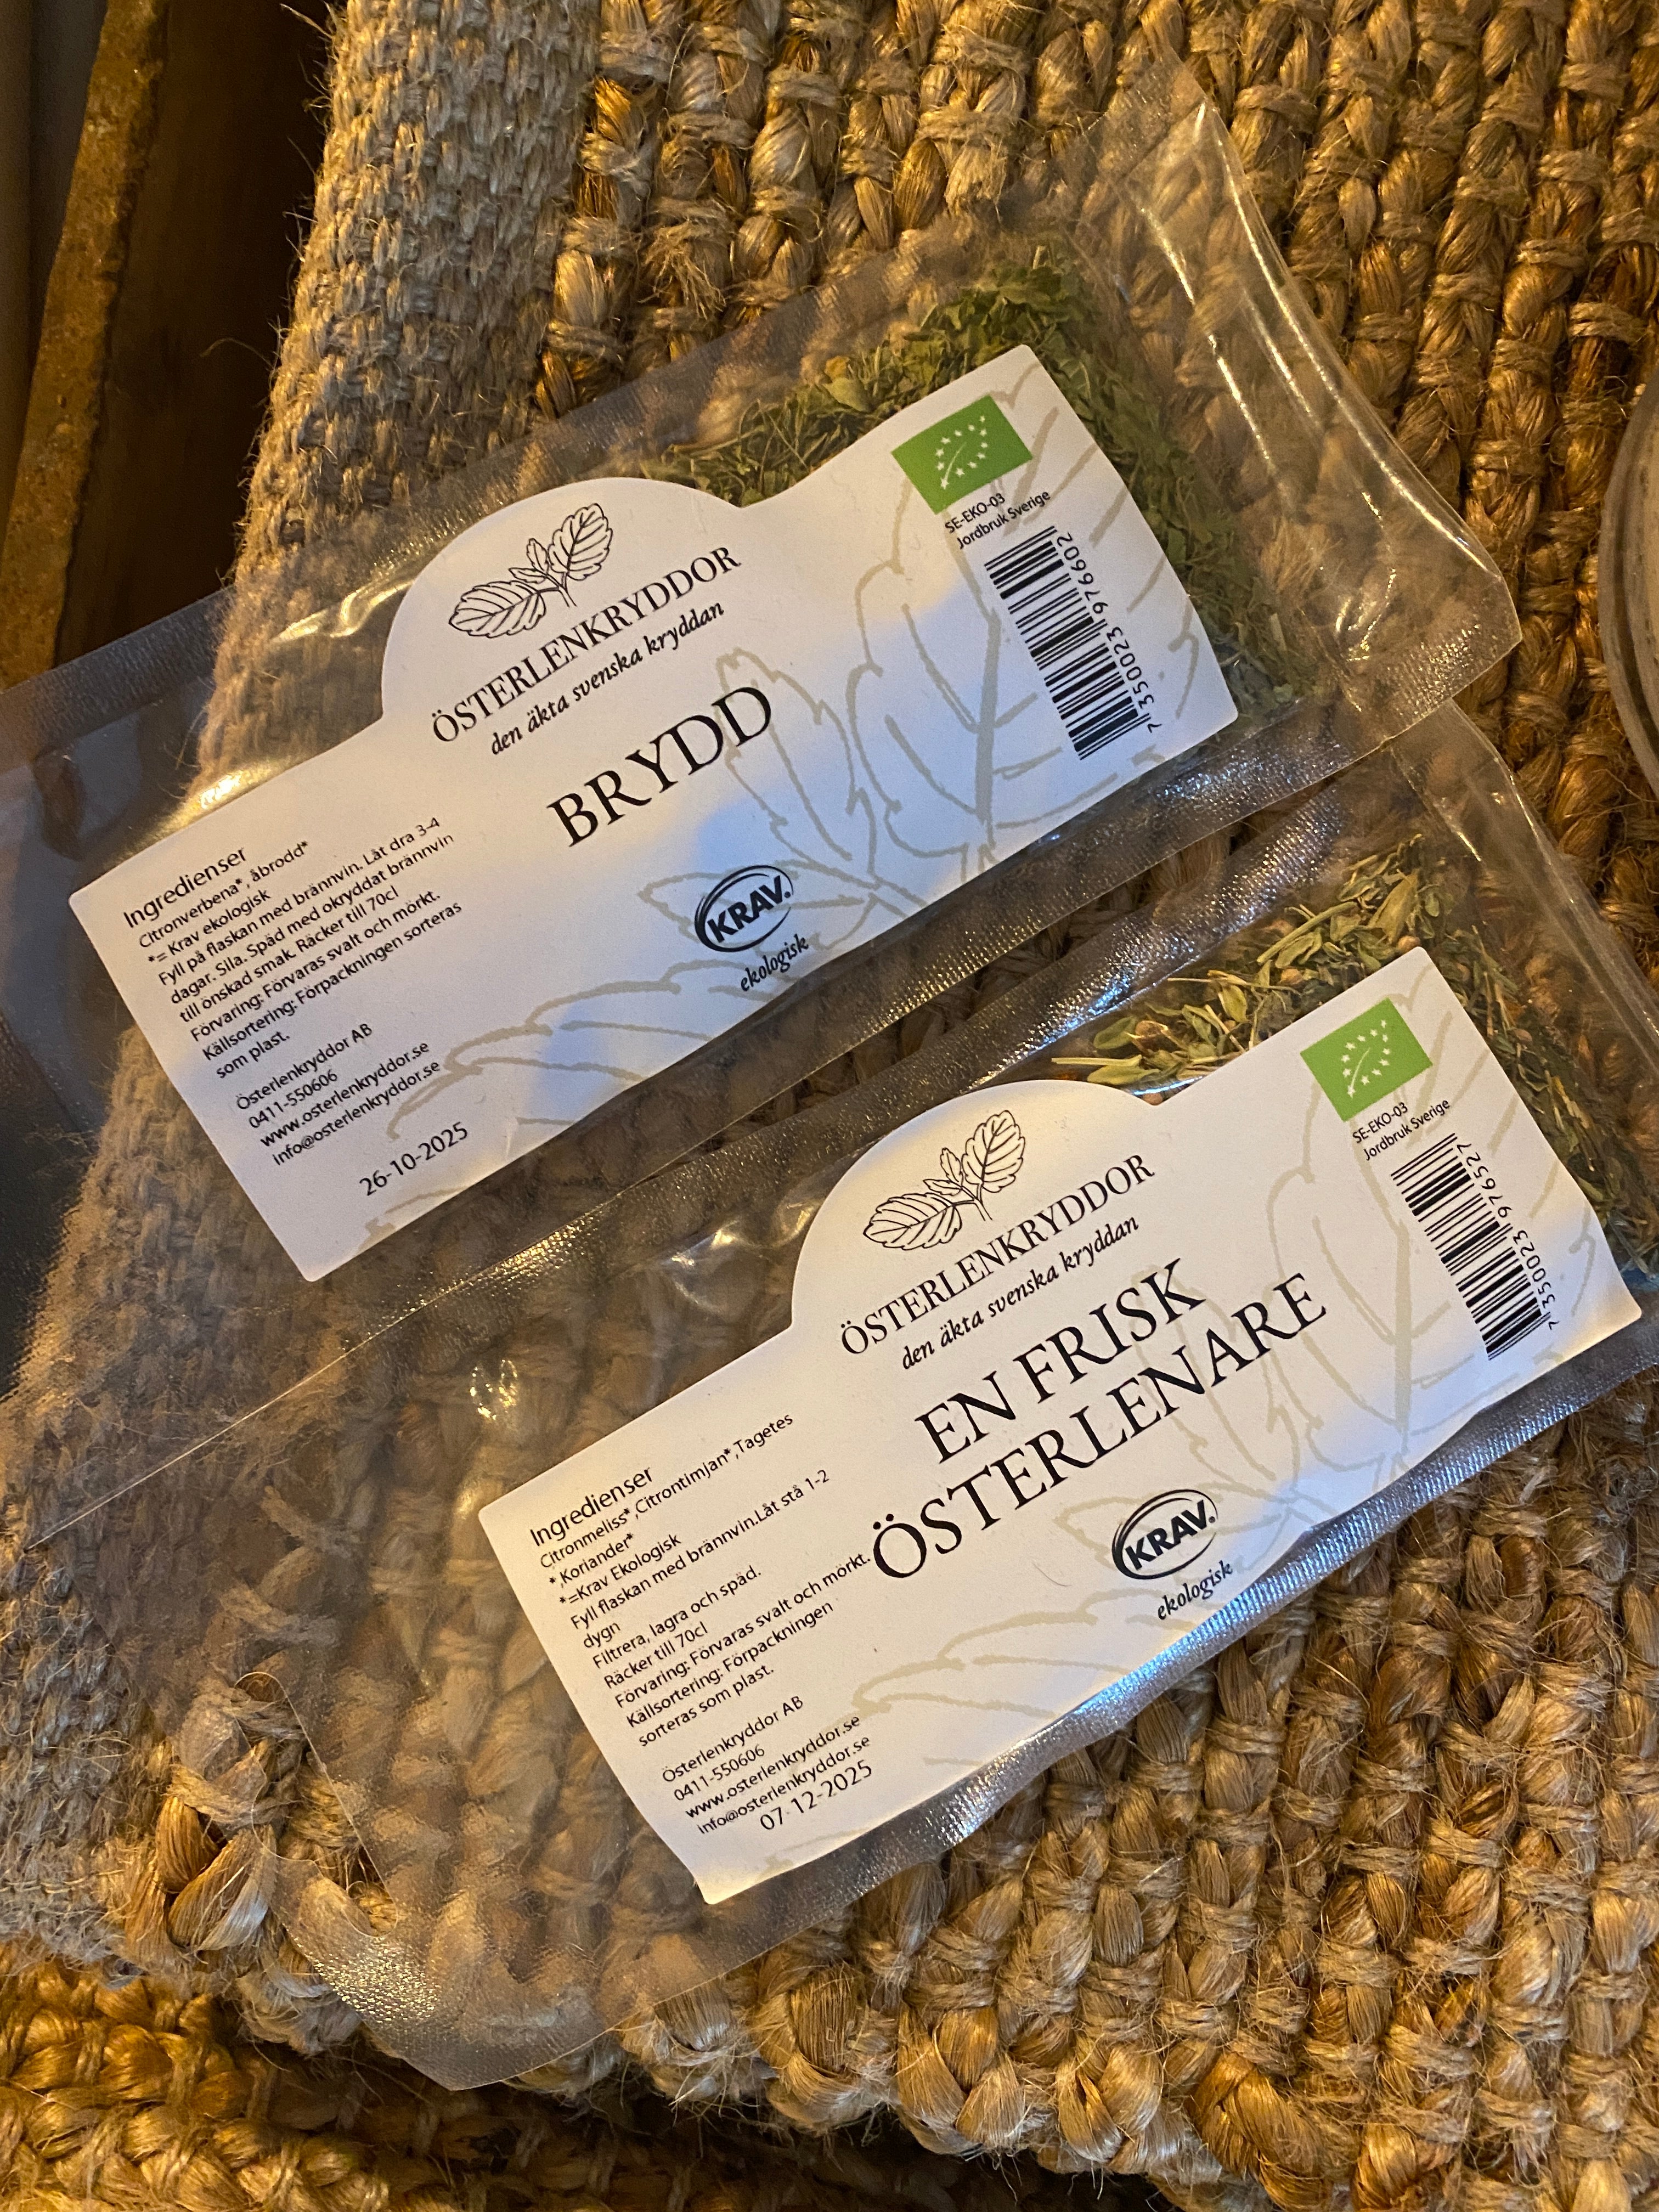 ÖSTERLENKRYDDOR
den äkta svenska kryddan
BRYDD
Ingredienser
Citronverbena*, åbrodd*
*= Krav ekologisk
Fyll på flaskan med brännvin. Låt dra 3-4
dagar. Sila. Späd med okryddat brännvin
till önskad smak. Räcker till 70cl
Förvaring: Förvaras svalt och mörkt.
Källsortering: Förpackningen sorteras
som plast.
Österlenkryddor AB
0411-550606
www.osterlenkryddor.se
info@osterlenkryddor.se
26-10-2025
KRAV.
ekologisk
SE-EKO-03
Jordbruk Sverige
7 350023 976602
ÖSTERLENKRYDDOR
den äkta svenska kryddan
EN FRISK
ÖSTERLENARE
Ingredienser
Citronmeliss*,Citrontimjan*,Tagetes
*,Koriander*
*=Krav Ekologisk
Fyll flaskan med brännvin.Låt stå 1-2
dygn
Filtrera, lagra och späd.
Räcker till 70cl
Förvaring: Förvaras svalt och mörkt.
Källsortering: Förpackningen
sorteras som plast.
Österlenkryddor AB
0411-550606
www.osterlenkryddor.se
info@osterlenkryddor.se
07-12-2025
KRAV.
ekologisk
SE-EKO-03
Jordbruk Sverige
7 350023 976527